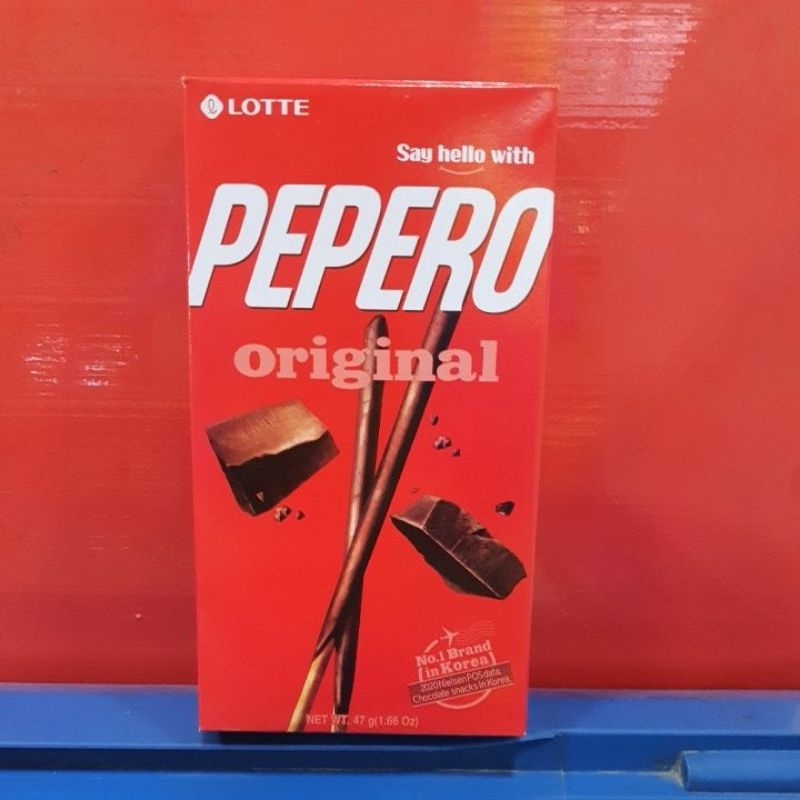 LOTTE
Say hello with
PEPERO
original
No.1 Brand
in Korea
2020 Nielsen POS data,
Chocolate snacks in Korea.
NET WT. 47 g(1.66 Oz)